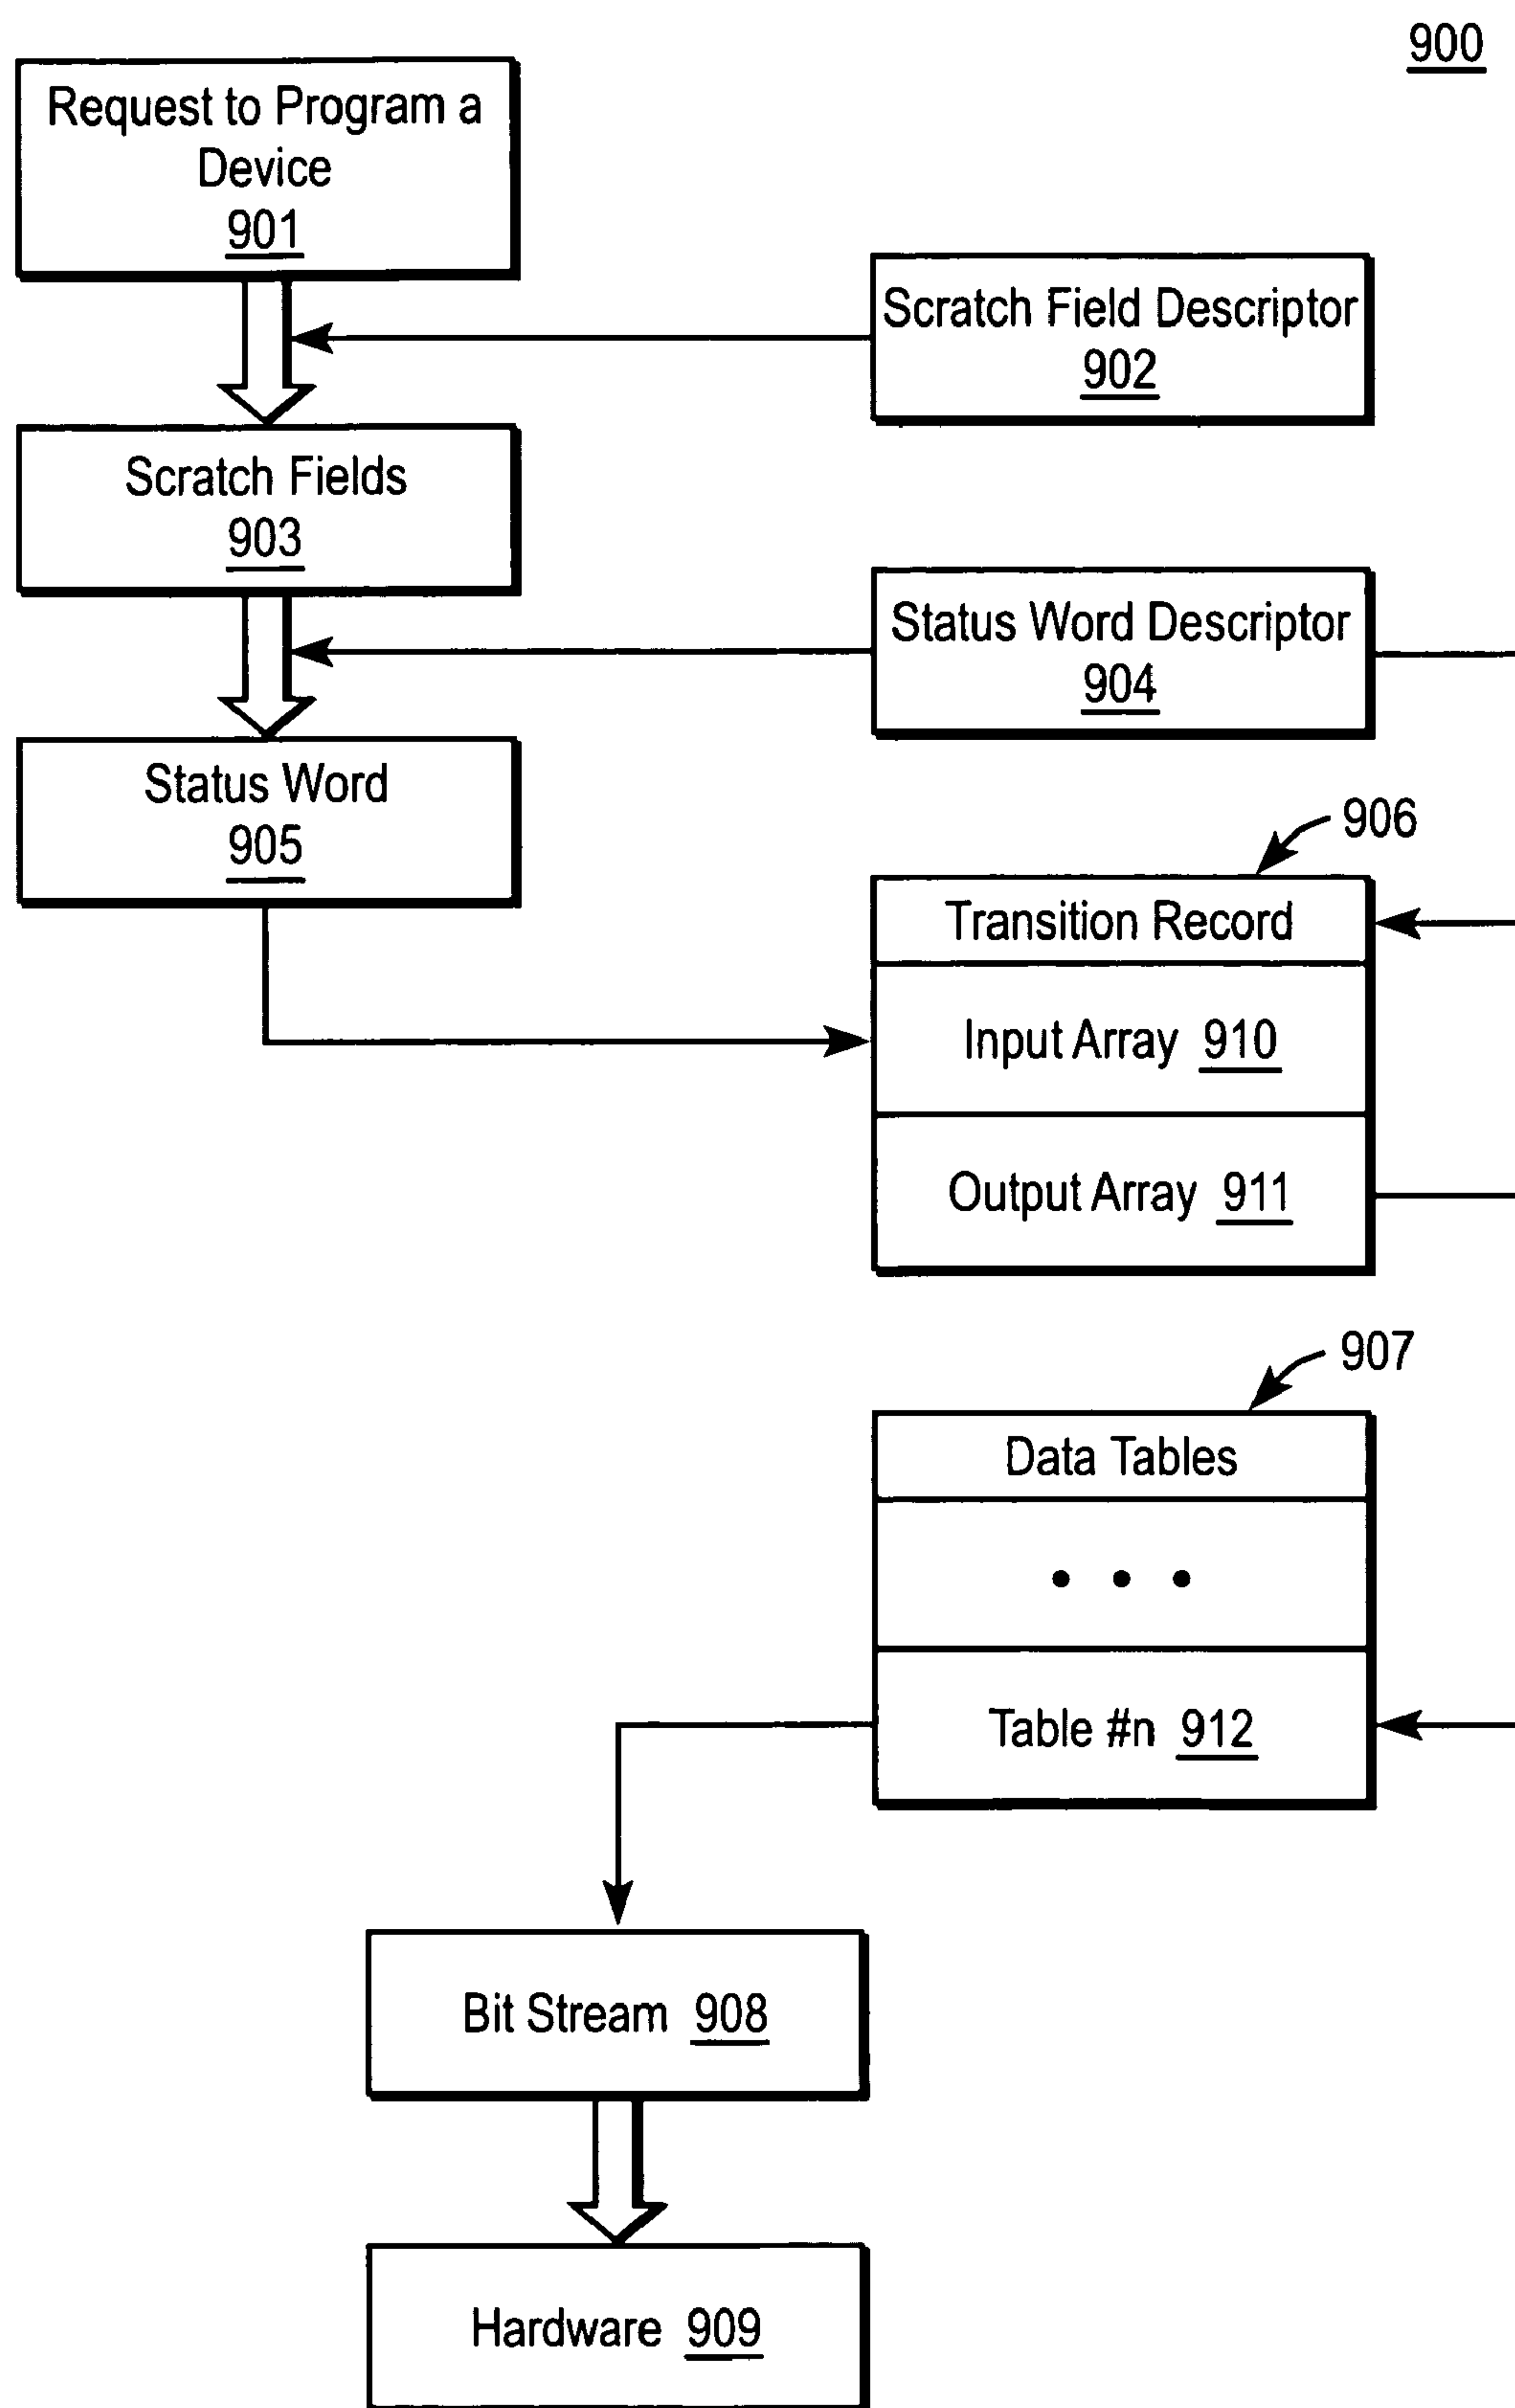 900
Request to Program a
Device
901
Scratch Field Descriptor
902
Scratch Fields
903
Status Word Descriptor
904
Status Word
905
906
Transition Record
Input Array 910
Output Array 911
907
Data Tables
• • •
Table #n 912
Bit Stream 908
Hardware 909